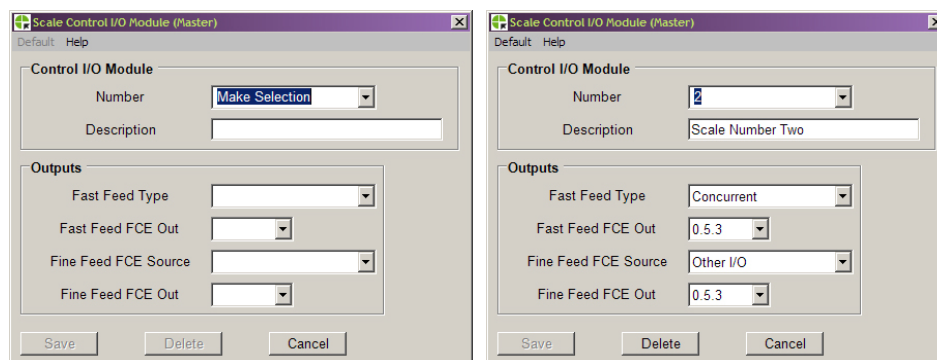 Scale Control I/O Module (Master)
Default Help
Control I/O Module
Number Make Selection
Description
Outputs
Fast Feed Type
Fast Feed FCE Out
Fine Feed FCE Source
Fine Feed FCE Out
Save Delete Cancel
Scale Control I/O Module (Master)
Default Help
Control I/O Module
Number 2
Description Scale Number Two
Outputs
Fast Feed Type Concurrent
Fast Feed FCE Out 0.5.3
Fine Feed FCE Source Other I/O
Fine Feed FCE Out 0.5.3
Save Delete Cancel